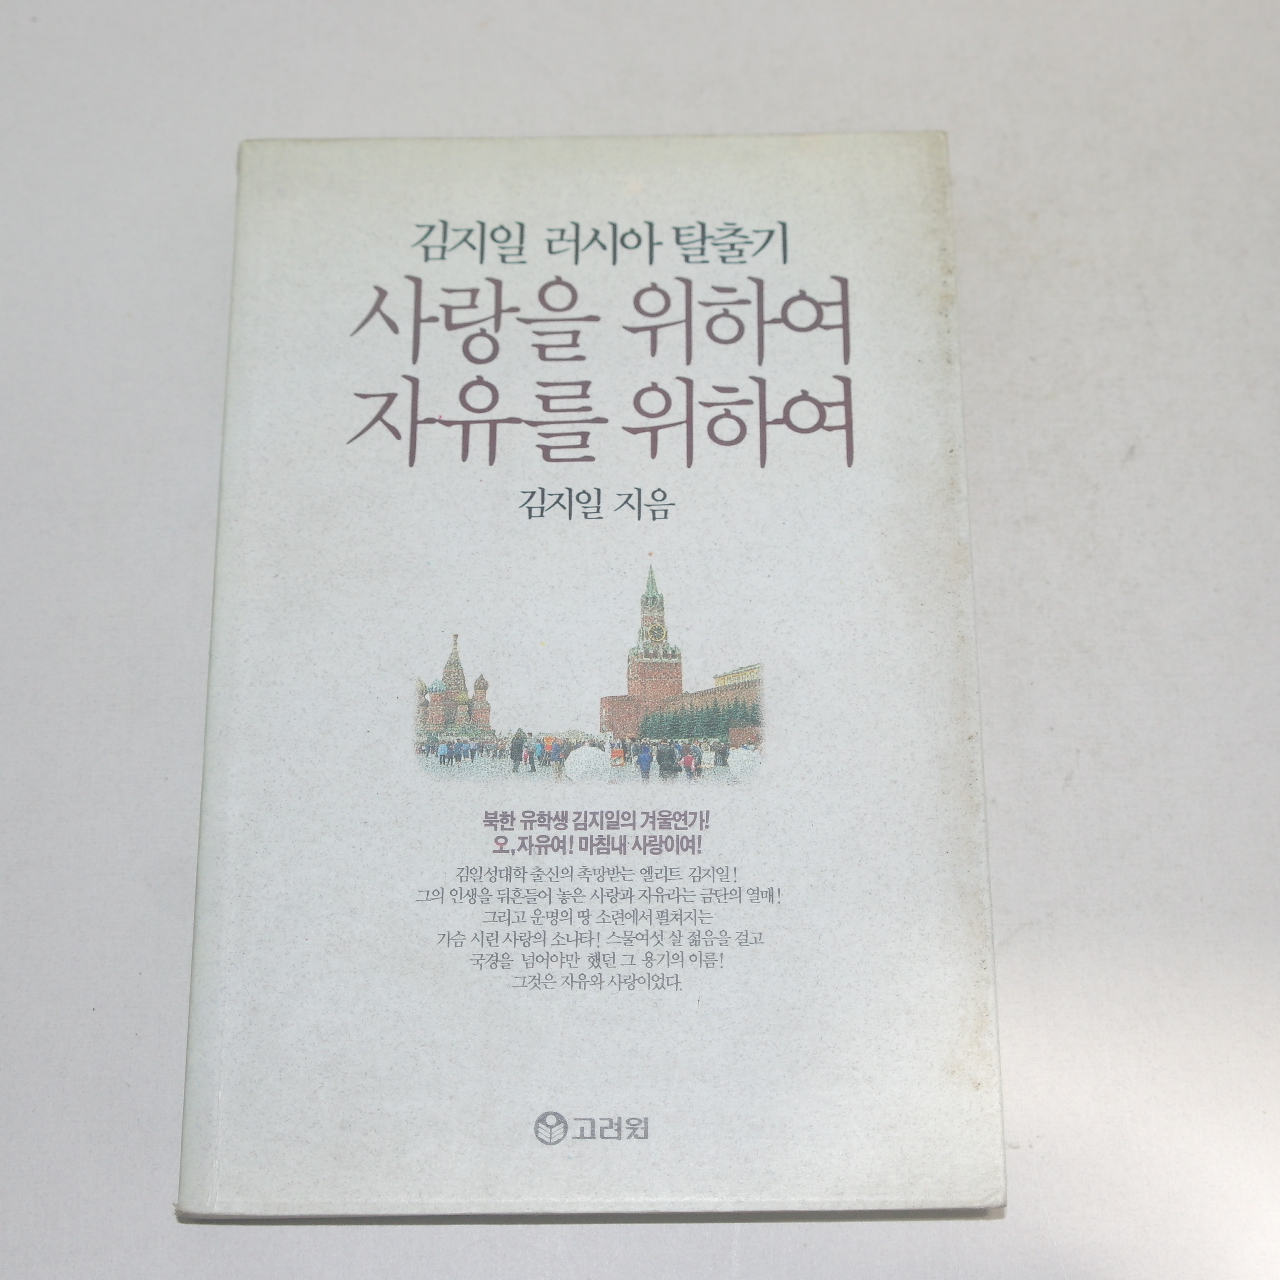 김지일 러시아 탈출기
사랑을 위하여
자유를 위하여
김지일 지음
북한 유학생 김지일의 겨울연가!
오, 자유여! 마침내 사랑이여!
김일성대학 출신의 촉망받는 엘리트 김지일!
그의 인생을 뒤흔들어 놓은 사랑과 자유라는 금단의 열매!
그리고 운명의 땅 소련에서 펼쳐지는
가슴 시린 사랑의 소나타! 스물여섯 살 젊음을 걸고
국경을 넘어야만 했던 그 용기의 이름!
그것은 자유와 사랑이었다.
고려원